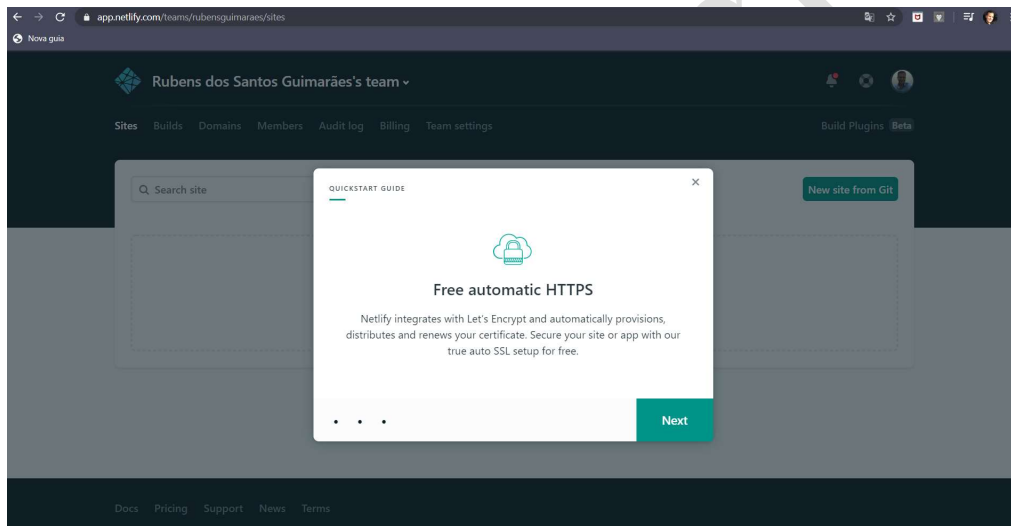 app.netlify.com/teams/rubensguimaraes/sites
Nova guia
Rubens dos Santos Guimarães's team
Sites Builds Domains Members Audit log Billing Team settings Build Plugins Beta
Search site
New site from Git
QUICKSTART GUIDE
Free automatic HTTPS
Netlify integrates with Let's Encrypt and automatically provisions,
distributes and renews your certificate. Secure your site or app with our
true auto SSL setup for free.
Next
Docs Pricing Support News Terms